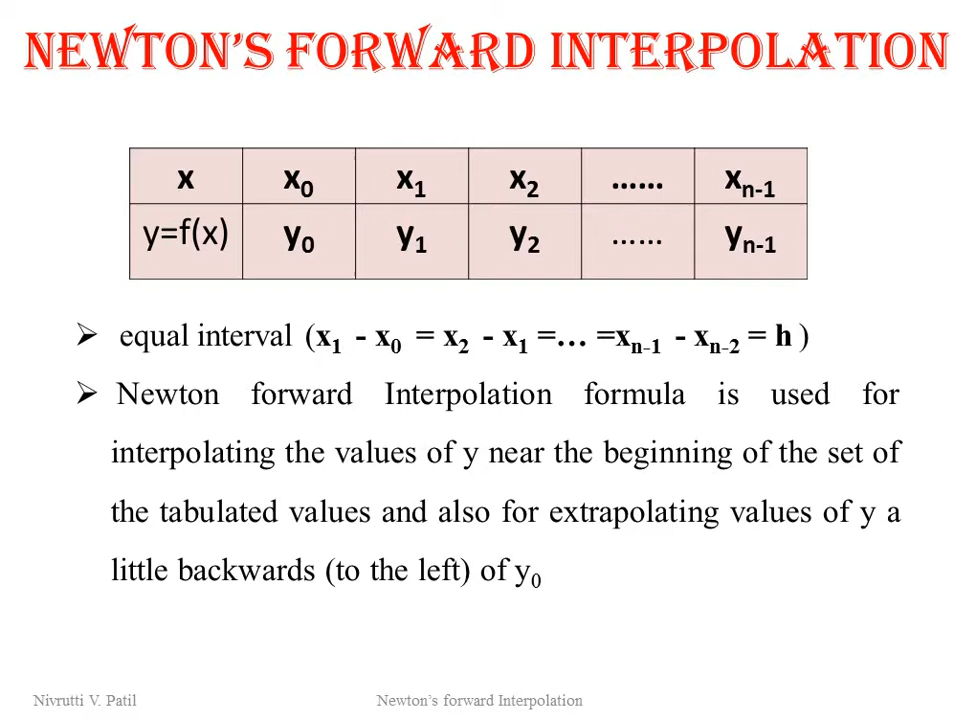 NEWTON'S FORWARD INTERPOLATION
x x₀ x₁ x₂ …… xₙ₋₁
y=f(x) y₀ y₁ y₂ …… yₙ₋₁
➢ equal interval (x₁ - x₀ = x₂ - x₁ =… =xₙ₋₁ - xₙ₋₂ = h )
➢ Newton forward Interpolation formula is used for
interpolating the values of y near the beginning of the set of
the tabulated values and also for extrapolating values of y a
little backwards (to the left) of y₀
Nivrutti V. Patil Newton's forward Interpolation